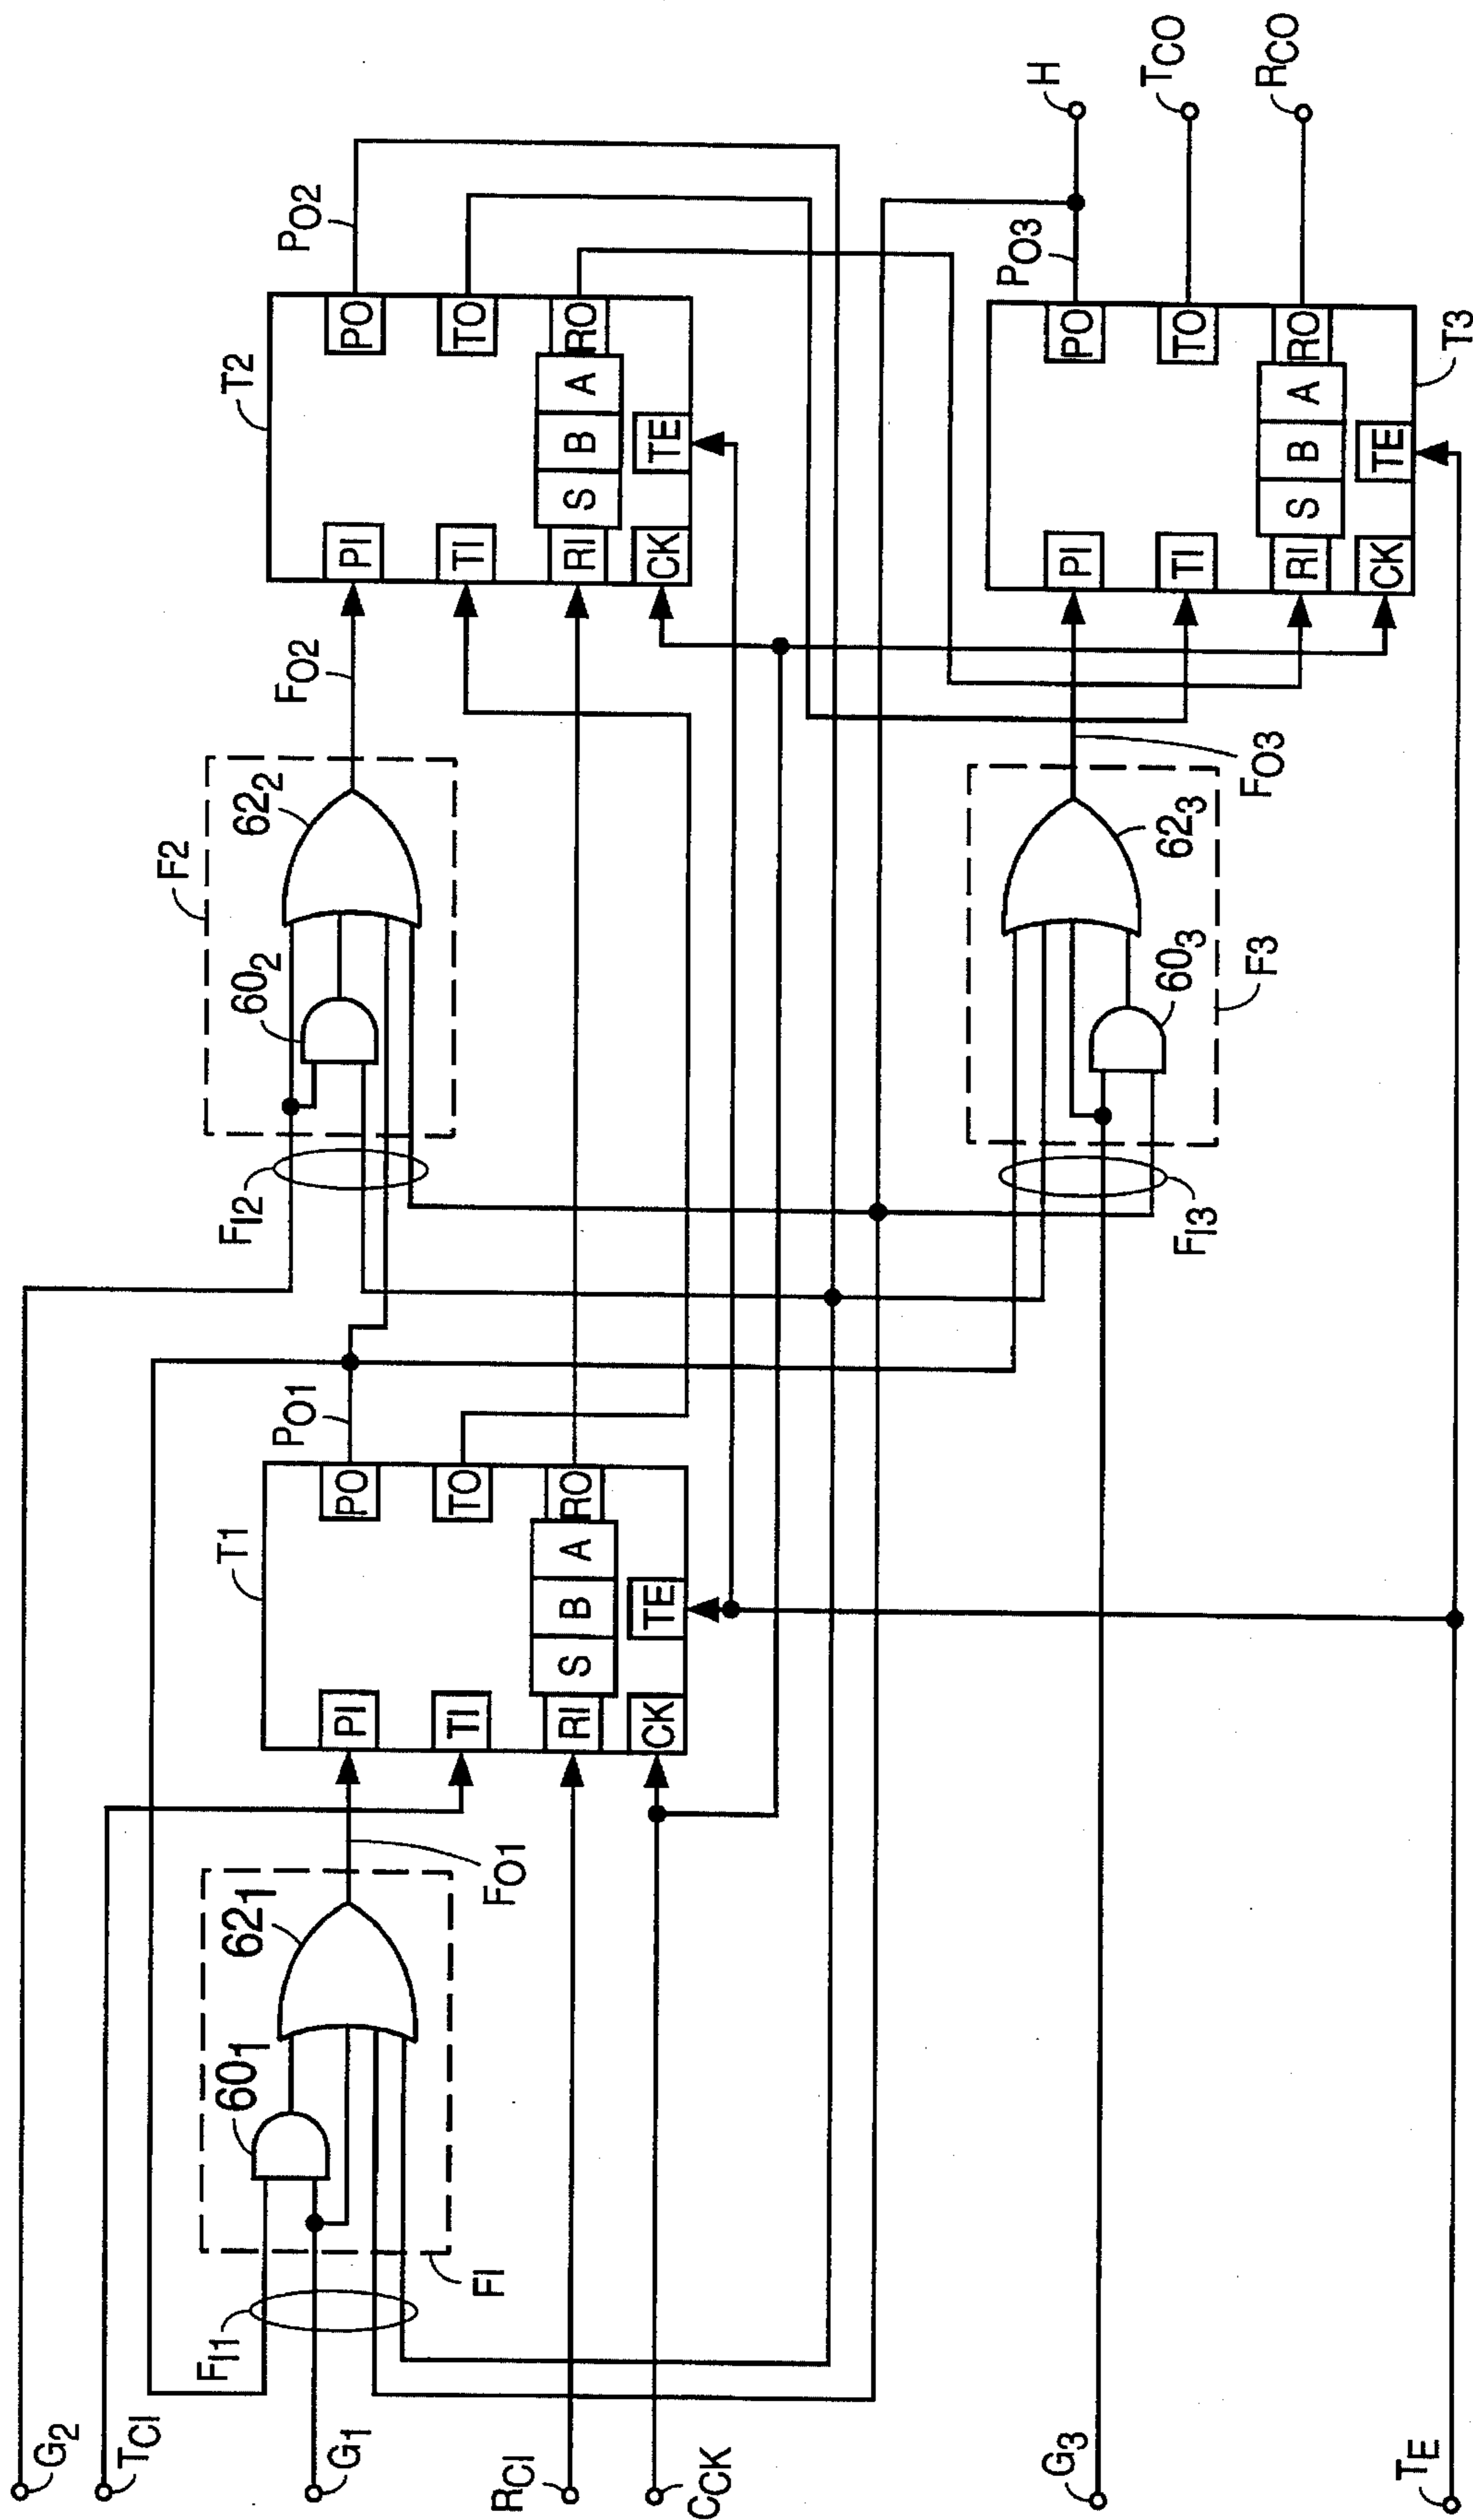 G2
TCI
G1
RCI
CCK
G3
TE
FI1
FI
601
621
FO1
T1
PI
TI
RI
CK
S
B
A
TE
PO
TO
RO
PO1
FI2
F2
602
622
FO2
T2
PI
TI
RI
CK
S
B
A
TE
PO
TO
RO
PO2
FI3
F3
603
623
FO3
T3
PI
TI
RI
CK
S
B
A
TE
PO
TO
RO
PO3
H
TCO
RCO